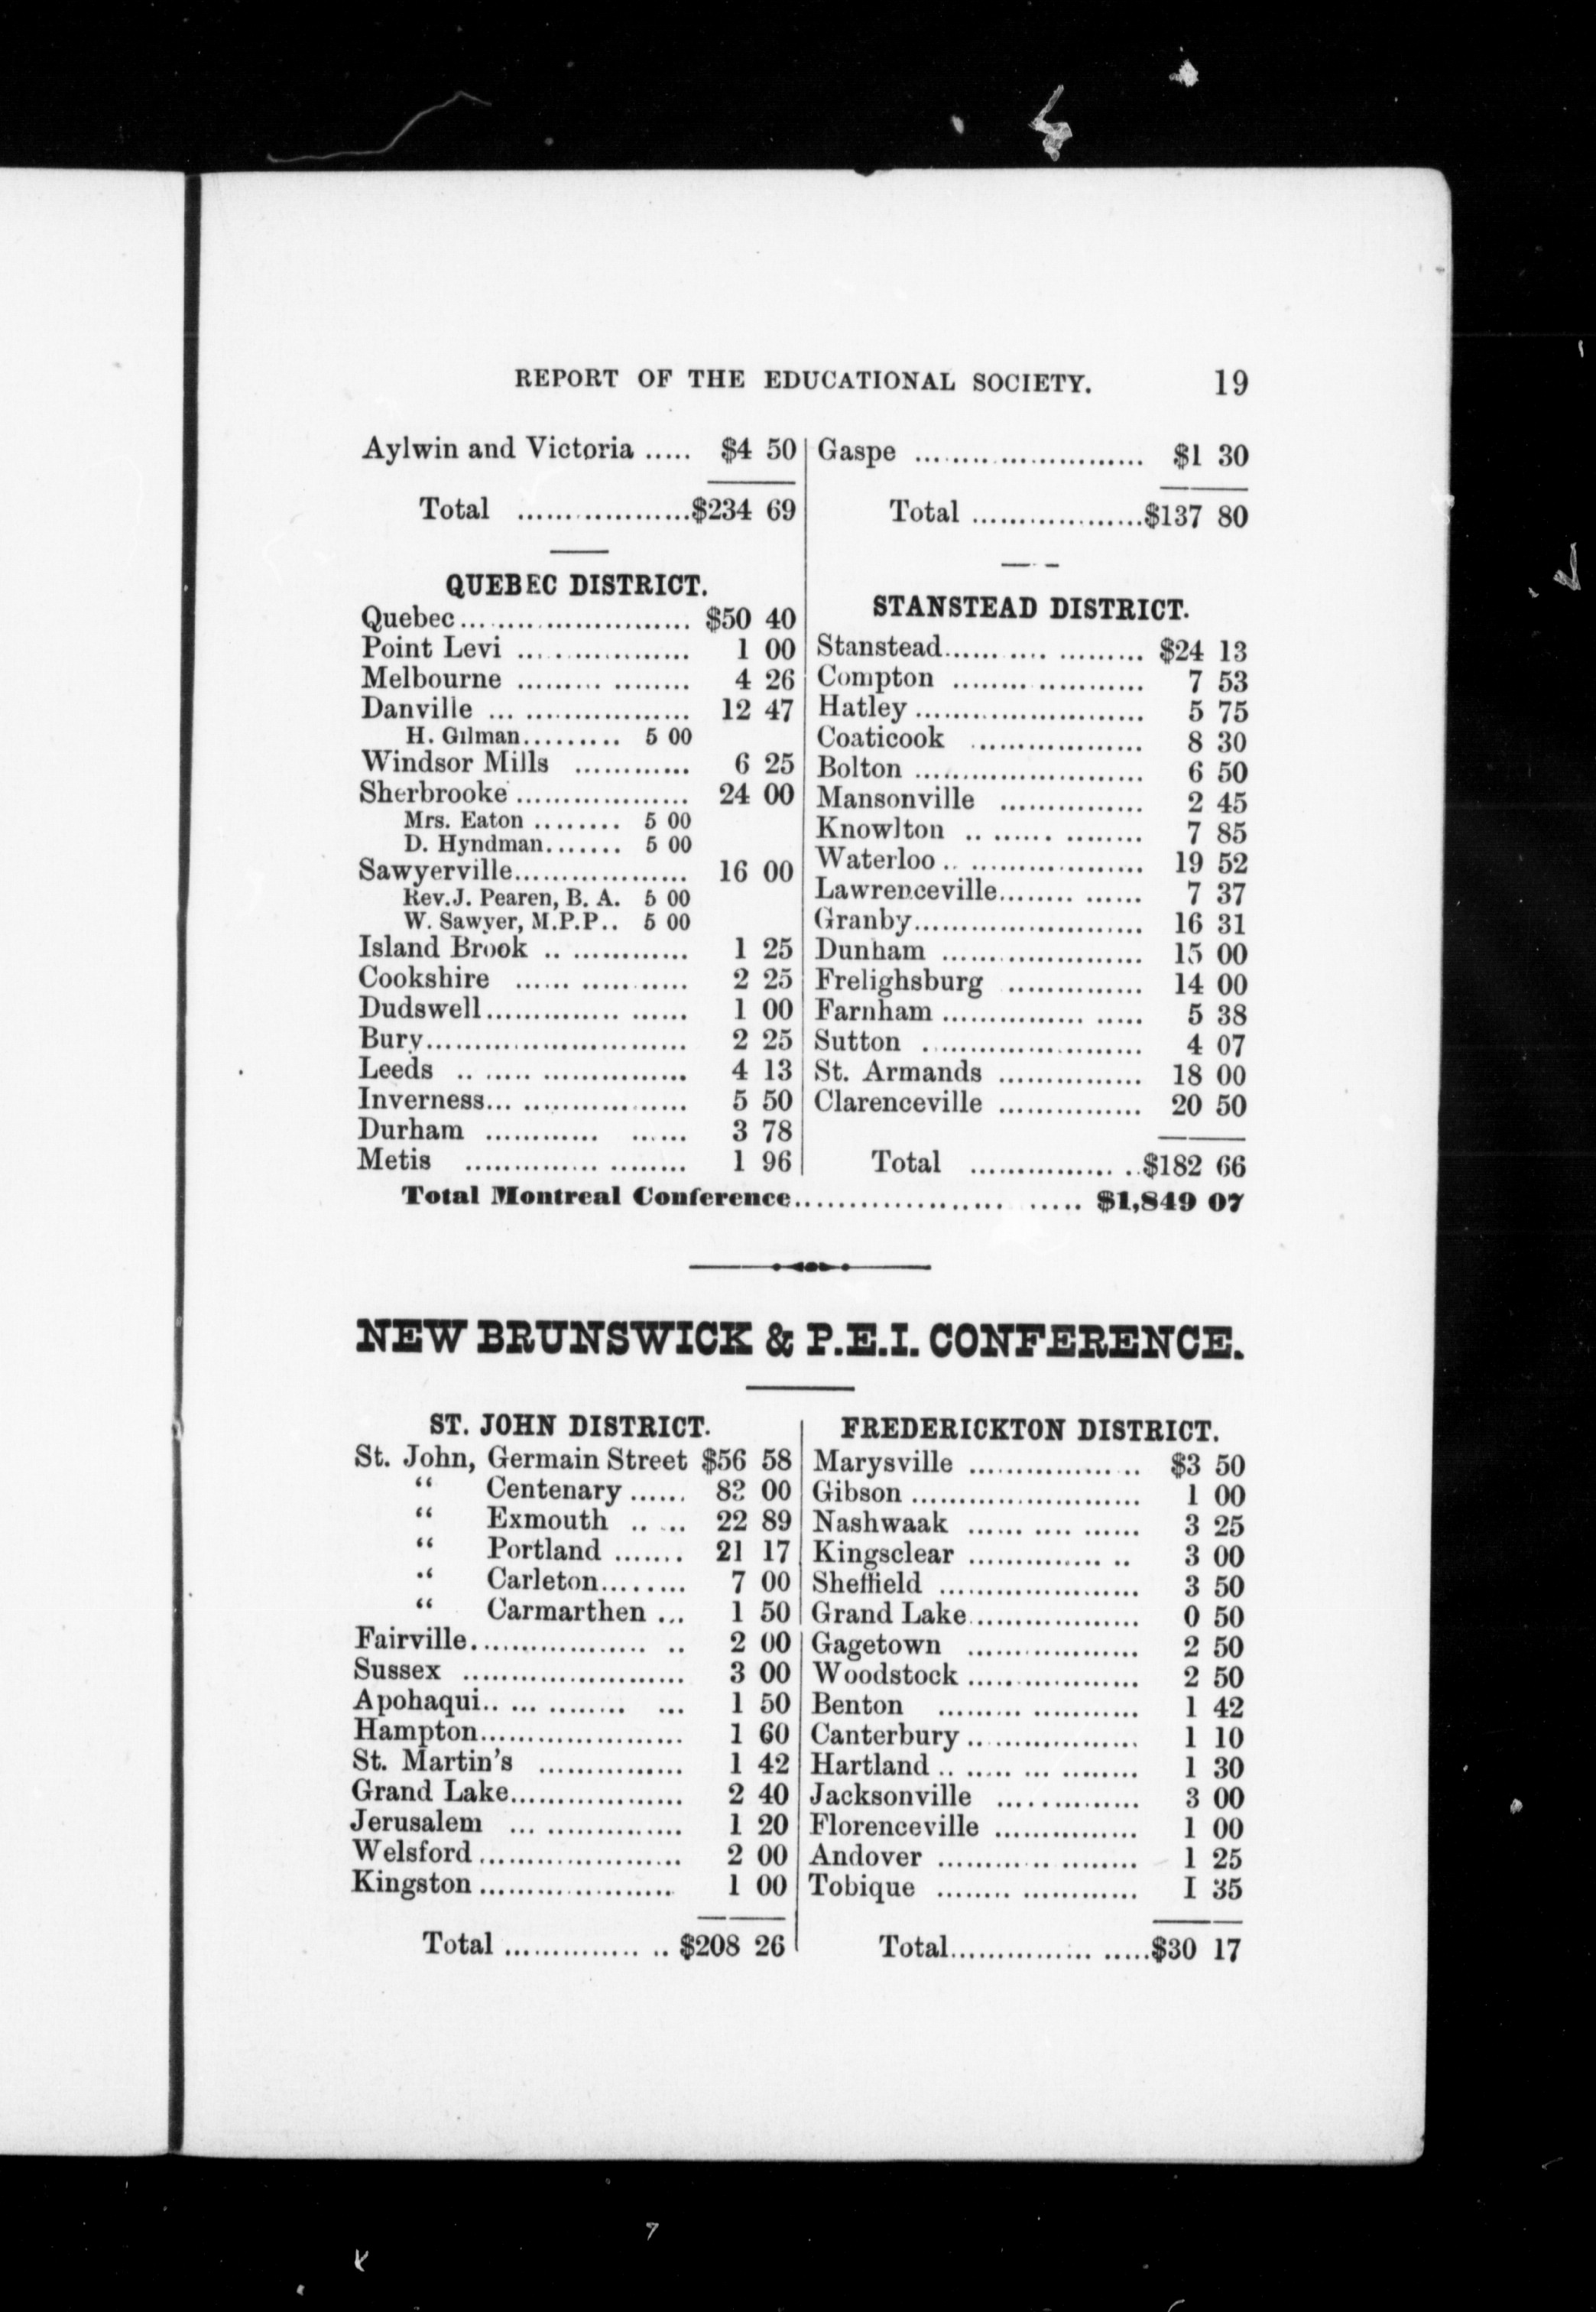 REPORT OF THE EDUCATIONAL SOCIETY. 19
Aylwin and Victoria ..... $4 50
Total .................. $234 69
QUEBEC DISTRICT.
Quebec ........................ $50 40
Point Levi .................. 1 00
Melbourne ................. 4 26
Danville .................... 12 47
H. Gilman ......... 5 00
Windsor Mills ............ 6 25
Sherbrooke .................. 24 00
Mrs. Eaton ........ 5 00
D. Hyndman ....... 5 00
Sawyerville .................. 16 00
Rev. J. Pearen, B. A. 5 00
W. Sawyer, M.P.P.. 5 00
Island Brook .. ............ 1 25
Cookshire ...... ........... 2 25
Dudswell .............. ...... 1 00
Bury ........................... 2 25
Leeds .. ..... ............... 4 13
Inverness ... ................. 5 50
Durham ............ ...... 3 78
Metis .............. ........ 1 96
Gaspe ........................ $1 30
Total .................. $137 80
STANSTEAD DISTRICT.
Stanstead ...... .... ......... $24 13
Compton .................... 7 53
Hatley ........................ 5 75
Coaticook .................. 8 30
Bolton ........................ 6 50
Mansonville ............... 2 45
Knowlton .. ...... ........ 7 85
Waterloo .. .................. 19 52
Lawrenceville ........ ...... 7 37
Granby ........................ 16 31
Dunham ..................... 15 00
Frelighsburg .............. 14 00
Farnham ............... ..... 5 38
Sutton ....................... 4 07
St. Armands ............... 18 00
Clarenceville ............... 20 50
Total ............... .. $182 66
Total Montreal Conference ..................... ..... $1,849 07
NEW BRUNSWICK & P.E.I. CONFERENCE.
ST. JOHN DISTRICT.
St. John, Germain Street $56 58
“ Centenary ...... 83 00
“ Exmouth .. ... 22 89
“ Portland ....... 21 17
“ Carleton ......... 7 00
“ Carmarthen ... 1 50
Fairville .................. .. 2 00
Sussex ....................... 3 00
Apohaqui .. ... ........ ... 1 50
Hampton ..................... 1 60
St. Martin's ............... 1 42
Grand Lake .................. 2 40
Jerusalem ... .............. 1 20
Welsford ..................... 2 00
Kingston .................... 1 00
Total .............. .. $208 26
FREDERICKTON DISTRICT.
Marysville ............... .. $3 50
Gibson ........................ 1 00
Nashwaak ...... .... ...... 3 25
Kingsclear .............. .. 3 00
Sheffield ..................... 3 50
Grand Lake .................. 0 50
Gagetown .................. 2 50
Woodstock .................. 2 50
Benton ......... ........... 1 42
Canterbury .. ................ 1 10
Hartland .. ..... ... ........ 1 30
Jacksonville ............... 3 00
Florenceville ............... 1 00
Andover ............ ........ 1 25
Tobique ........ ............ 1 35
Total ............... ..... $30 17